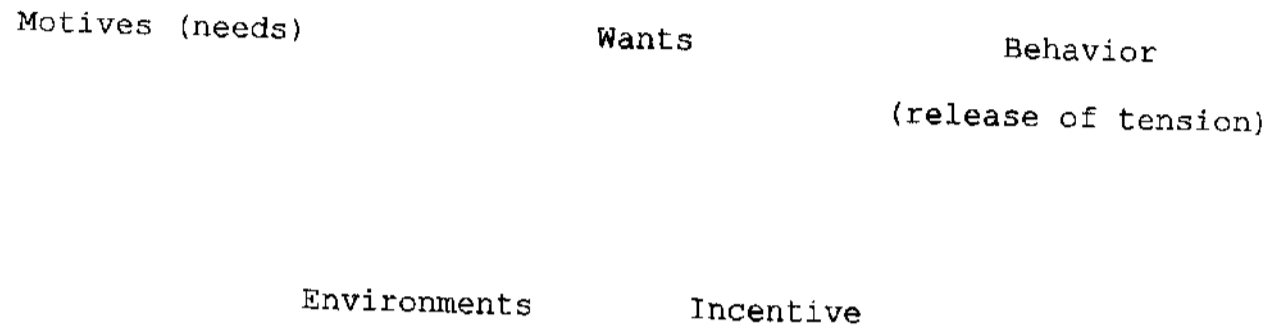 Motives (needs) Wants Behavior
(release of tension)
Environments Incentive